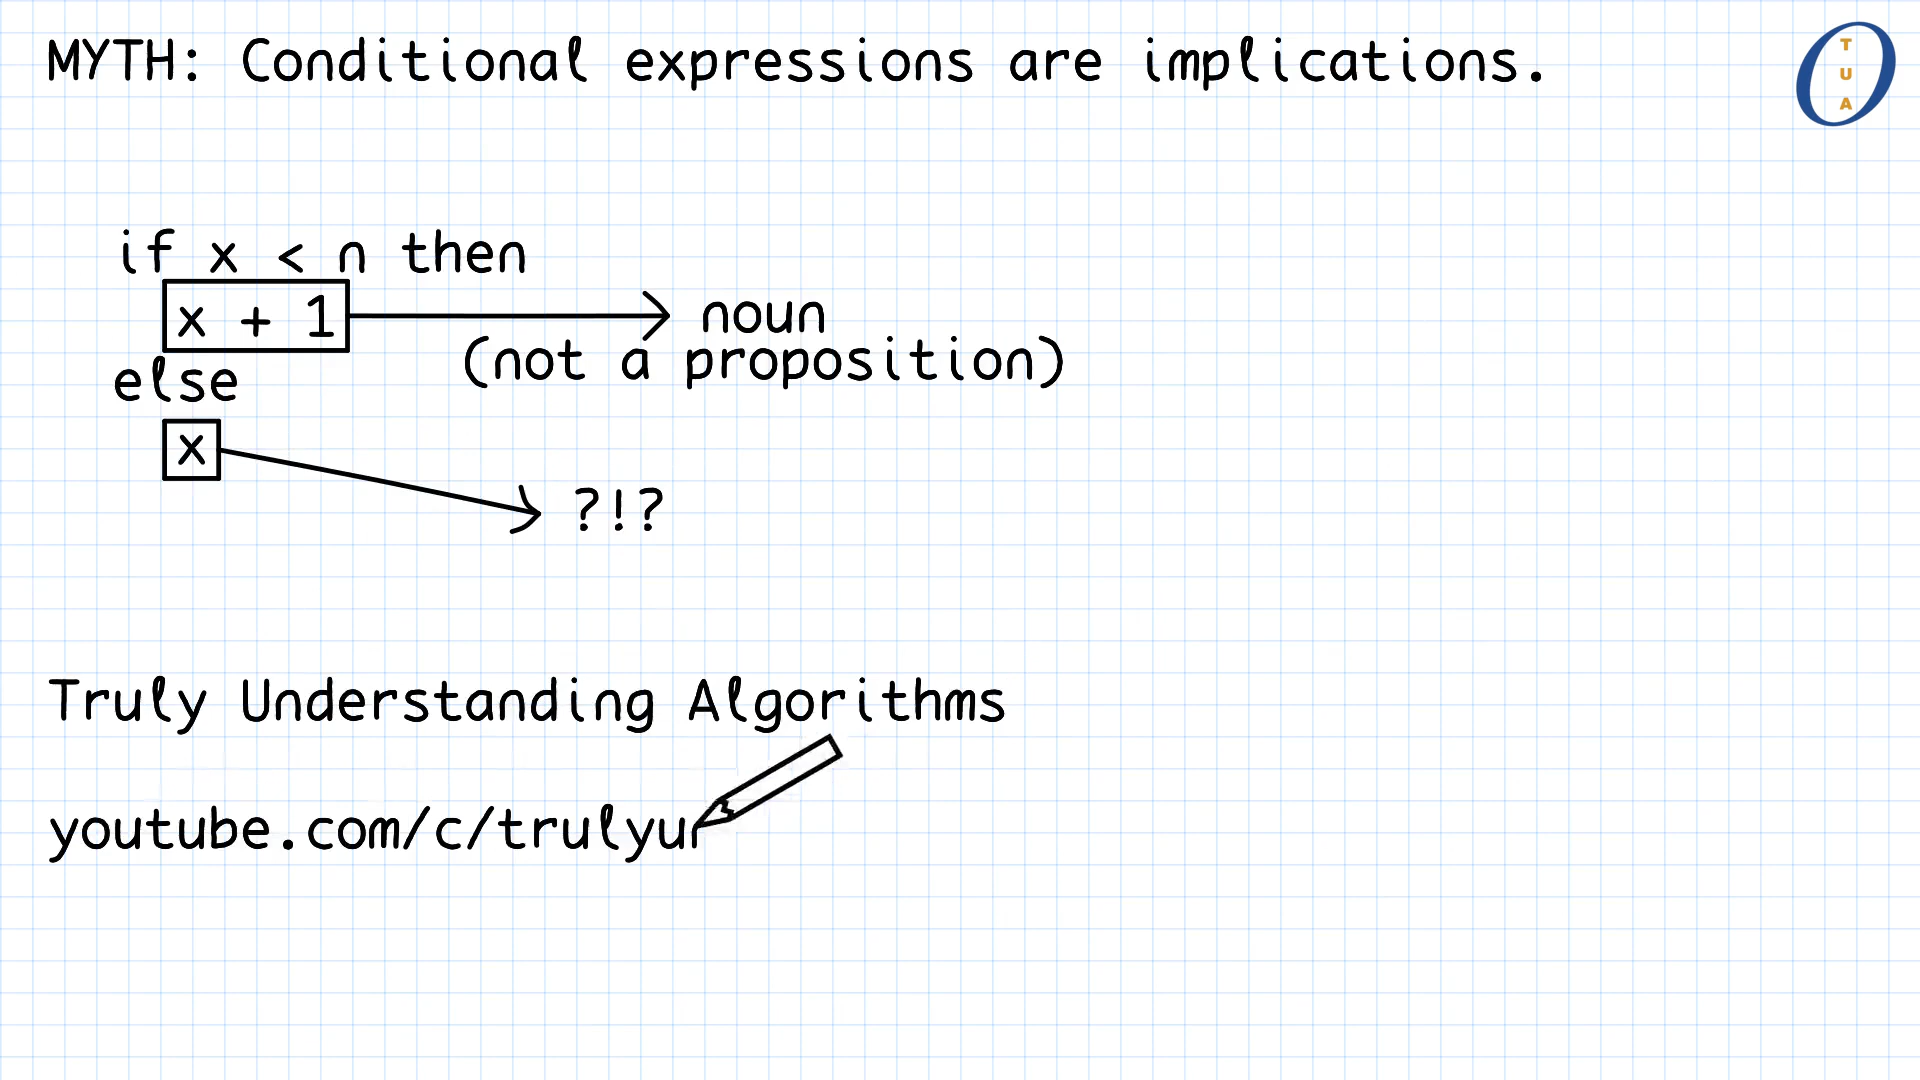 MYTH: Conditional expressions are implications.
T
U
A
if x < n then
x + 1
noun
(not a proposition)
else
x
?!?
Truly Understanding Algorithms
youtube.com/c/trulyu